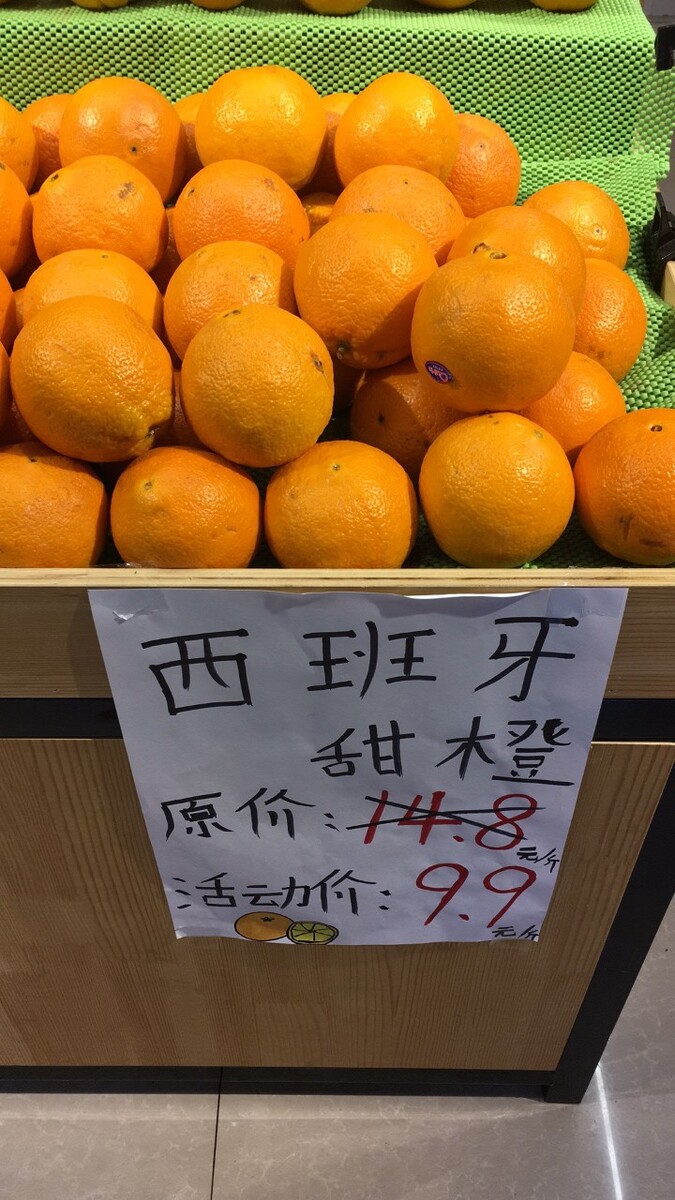 西班牙
甜橙
原价：14.8
元/斤
活动价：9.9
元/斤